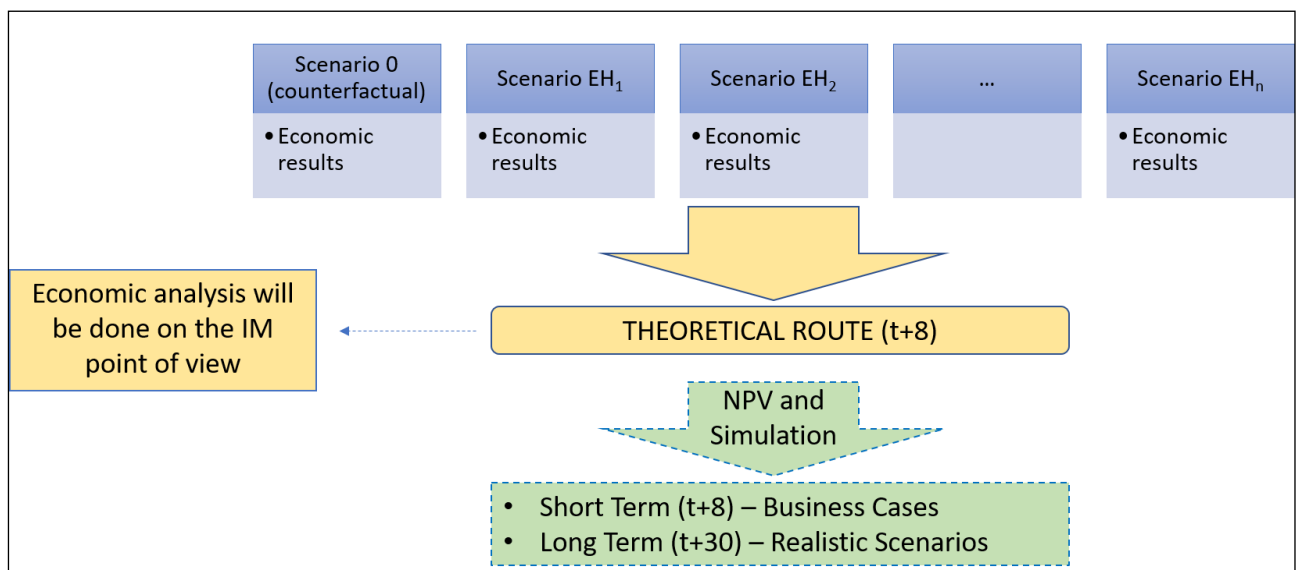 Scenario 0
(counterfactual)
• Economic
results
Scenario EH₁
• Economic
results
Scenario EH₂
• Economic
results
...
Scenario EHₙ
• Economic
results
Economic analysis will
be done on the IM
point of view
THEORETICAL ROUTE (t+8)
NPV and
Simulation
• Short Term (t+8) – Business Cases
• Long Term (t+30) – Realistic Scenarios